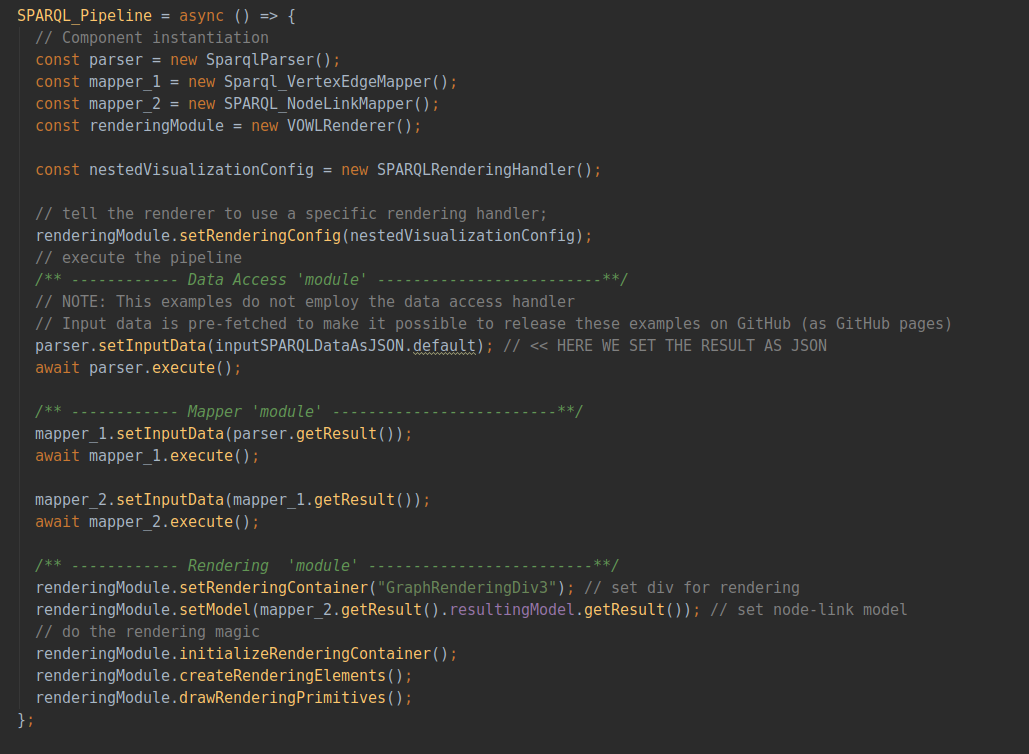 SPARQL_Pipeline = async () => {
  // Component instantiation
  const parser = new SparqlParser();
  const mapper_1 = new Sparql_VertexEdgeMapper();
  const mapper_2 = new SPARQL_NodeLinkMapper();
  const renderingModule = new VOWLRenderer();

  const nestedVisualizationConfig = new SPARQLRenderingHandler();

  // tell the renderer to use a specific rendering handler;
  renderingModule.setRenderingConfig(nestedVisualizationConfig);
  // execute the pipeline
  /** ------------ Data Access 'module' -------------------------**/
  // NOTE: This examples do not employ the data access handler
  // Input data is pre-fetched to make it possible to release these examples on GitHub (as GitHub pages)
  parser.setInputData(inputSPARQLDataAsJSON.default); // << HERE WE SET THE RESULT AS JSON
  await parser.execute();

  /** ------------ Mapper 'module' -------------------------**/
  mapper_1.setInputData(parser.getResult());
  await mapper_1.execute();

  mapper_2.setInputData(mapper_1.getResult());
  await mapper_2.execute();

  /** ------------ Rendering  'module' -------------------------**/
  renderingModule.setRenderingContainer("GraphRenderingDiv3"); // set div for rendering
  renderingModule.setModel(mapper_2.getResult().resultingModel.getResult()); // set node-link model
  // do the rendering magic
  renderingModule.initializeRenderingContainer();
  renderingModule.createRenderingElements();
  renderingModule.drawRenderingPrimitives();
};